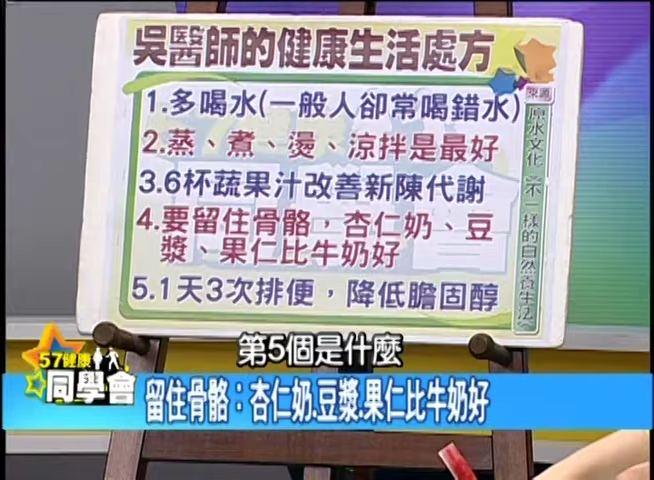 吳醫師的健康生活處方
1.多喝水(一般人卻常喝錯水)
2.蒸、煮、燙、涼拌是最好
3.6杯蔬果汁改善新陳代謝
4.要留住骨骼，杏仁奶、豆
漿、果仁比牛奶好
5.1天3次排便，降低膽固醇
來源
原水文化《不一樣的自然養生法》
第5個是什麼
57健康
同學會
留住骨骼:杏仁奶.豆漿.果仁比牛奶好